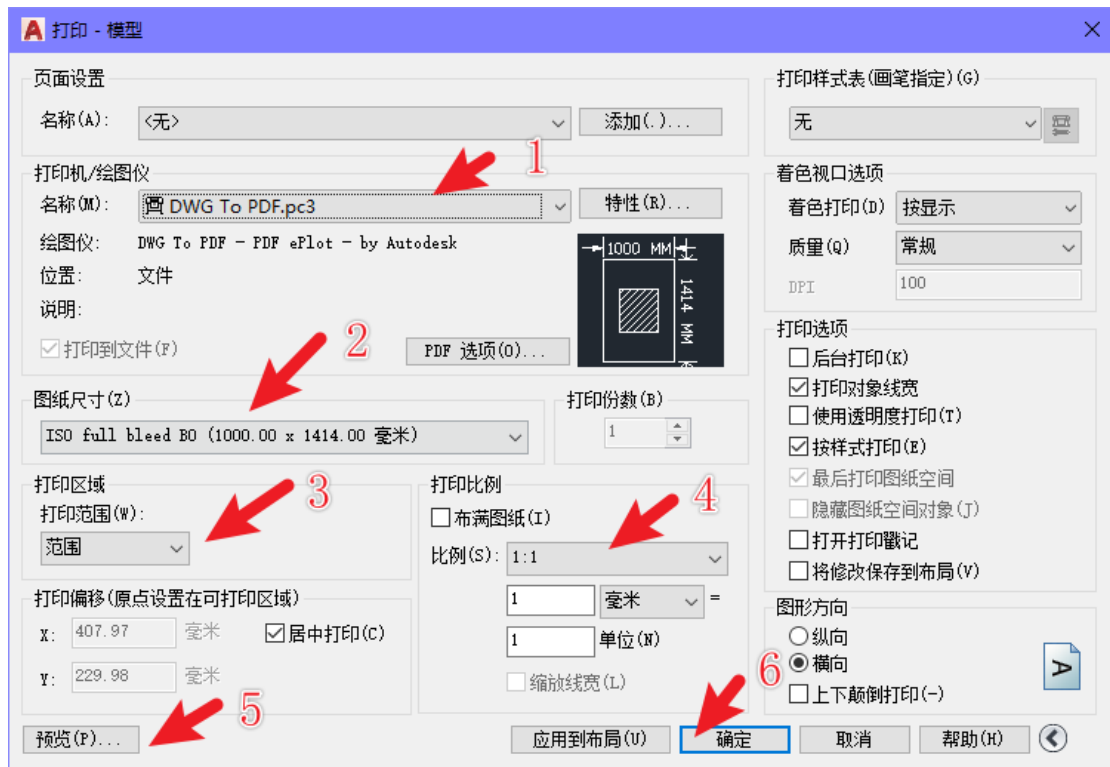 打印 - 模型
页面设置
名称(A): <无> 添加(.)...
打印机/绘图仪 1
名称(M): DWG To PDF.pc3 特性(R)...
绘图仪: DWG To PDF - PDF ePlot - by Autodesk
位置: 文件
说明:
1000 MM
1414 MM
打印到文件(F) 2 PDF 选项(O)...
图纸尺寸(Z)
ISO full bleed B0 (1000.00 x 1414.00 毫米)
打印份数(B)
1
打印区域 3
打印范围(W):
范围
打印比例 4
布满图纸(I)
比例(S): 1:1
1 毫米 =
1 单位(N)
缩放线宽(L)
打印偏移(原点设置在可打印区域)
X: 407.97 毫米 居中打印(C)
Y: 229.98 毫米
打印样式表(画笔指定)(G)
无
着色视口选项
着色打印(D) 按显示
质量(Q) 常规
DPI 100
打印选项
后台打印(K)
打印对象线宽
使用透明度打印(T)
按样式打印(E)
最后打印图纸空间
隐藏图纸空间对象(J)
打开打印戳记
将修改保存到布局(V)
图形方向
纵向
横向
上下颠倒打印(-)
A
5 6
预览(P)... 应用到布局(U) 确定 取消 帮助(H)